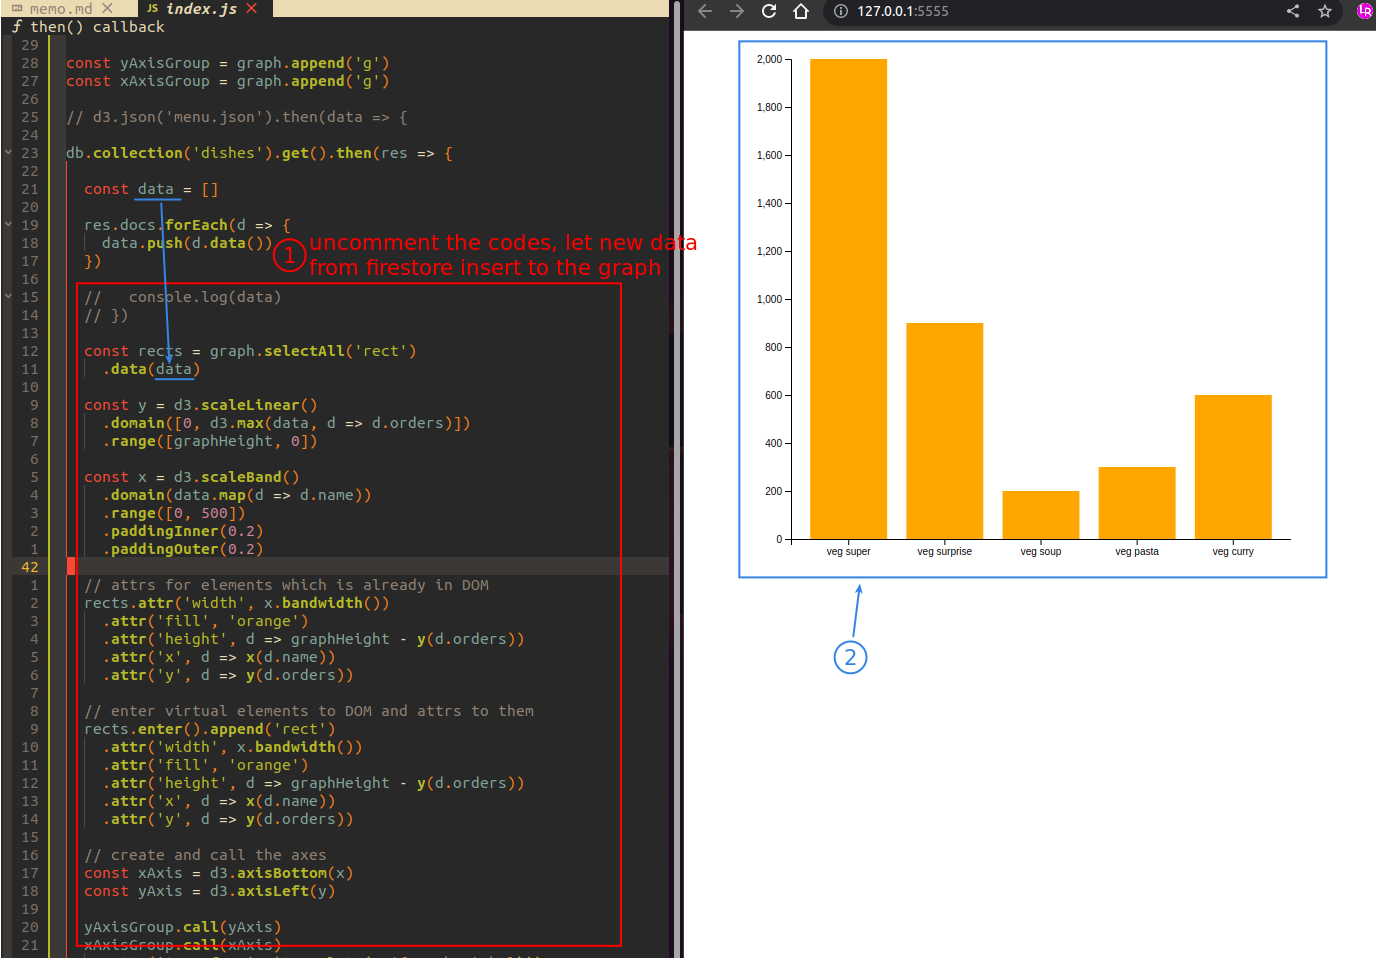 memo.md
JS index.js
ƒ then() callback
29
28 const yAxisGroup = graph.append('g')
27 const xAxisGroup = graph.append('g')
26
25 // d3.json('menu.json').then(data => {
24
23 db.collection('dishes').get().then(res => {
22
21 const data = []
20
19 res.docs.forEach(d => {
18 data.push(d.data())
17 })
16
15 // console.log(data)
14 // })
13
12 const rects = graph.selectAll('rect')
11 .data(data)
10
9 const y = d3.scaleLinear()
8 .domain([0, d3.max(data, d => d.orders)])
7 .range([graphHeight, 0])
6
5 const x = d3.scaleBand()
4 .domain(data.map(d => d.name))
3 .range([0, 500])
2 .paddingInner(0.2)
1 .paddingOuter(0.2)
42
1 // attrs for elements which is already in DOM
2 rects.attr('width', x.bandwidth())
3 .attr('fill', 'orange')
4 .attr('height', d => graphHeight - y(d.orders))
5 .attr('x', d => x(d.name))
6 .attr('y', d => y(d.orders))
7
8 // enter virtual elements to DOM and attrs to them
9 rects.enter().append('rect')
10 .attr('width', x.bandwidth())
11 .attr('fill', 'orange')
12 .attr('height', d => graphHeight - y(d.orders))
13 .attr('x', d => x(d.name))
14 .attr('y', d => y(d.orders))
15
16 // create and call the axes
17 const xAxis = d3.axisBottom(x)
18 const yAxis = d3.axisLeft(y)
19
20 yAxisGroup.call(yAxis)
21 xAxisGroup.call(xAxis)
1 uncomment the codes, let new data
from firestore insert to the graph
127.0.0.1:5555
LR
2,000
1,800
1,600
1,400
1,200
1,000
800
600
400
200
0
veg super veg surprise veg soup veg pasta veg curry
2